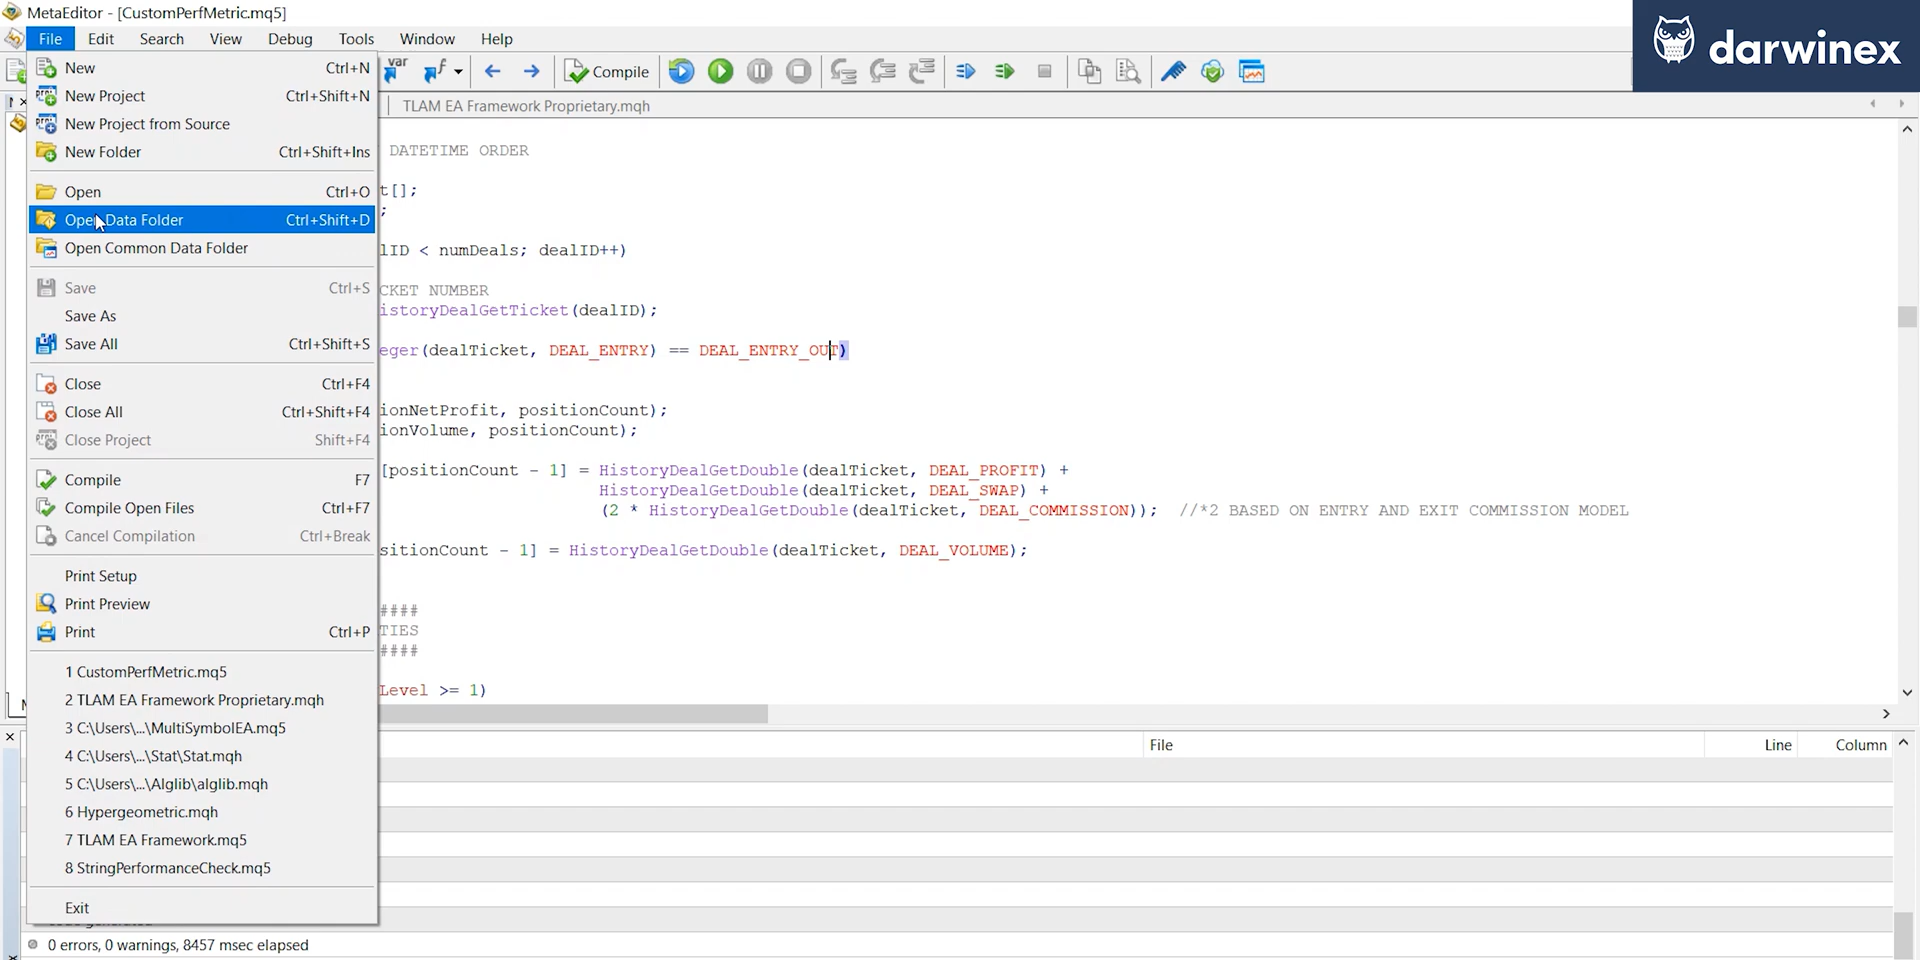 MetaEditor - [CustomPerfMetric.mq5]
darwinex
File Edit Search View Debug Tools Window Help
New Ctrl+N
var f Compile
New Project Ctrl+Shift+N
TLAM EA Framework Proprietary.mqh
New Project from Source
New Folder Ctrl+Shift+Ins
DATETIME ORDER
Open Ctrl+O
t[];
Open Data Folder Ctrl+Shift+D
;
Open Common Data Folder
lID < numDeals; dealID++)
Save Ctrl+S
CKET NUMBER
Save As
istoryDealGetTicket(dealID);
Save All Ctrl+Shift+S
eger(dealTicket, DEAL_ENTRY) == DEAL_ENTRY_OUT)
Close Ctrl+F4
Close All Ctrl+Shift+F4
ionNetProfit, positionCount);
Close Project Shift+F4
ionVolume, positionCount);
Compile F7
[positionCount - 1] = HistoryDealGetDouble(dealTicket, DEAL_PROFIT) +
HistoryDealGetDouble(dealTicket, DEAL_SWAP) +
Compile Open Files Ctrl+F7
(2 * HistoryDealGetDouble(dealTicket, DEAL_COMMISSION)); //*2 BASED ON ENTRY AND EXIT COMMISSION MODEL
Cancel Compilation Ctrl+Break
sitionCount - 1] = HistoryDealGetDouble(dealTicket, DEAL_VOLUME);
Print Setup
Print Preview
####
Print Ctrl+P
TIES
####
1 CustomPerfMetric.mq5
Level >= 1)
2 TLAM EA Framework Proprietary.mqh
3 C:\Users\...\MultiSymbolEA.mq5
File Line Column
4 C:\Users\...\Stat\Stat.mqh
5 C:\Users\...\Alglib\alglib.mqh
6 Hypergeometric.mqh
7 TLAM EA Framework.mq5
8 StringPerformanceCheck.mq5
Exit
0 errors, 0 warnings, 8457 msec elapsed